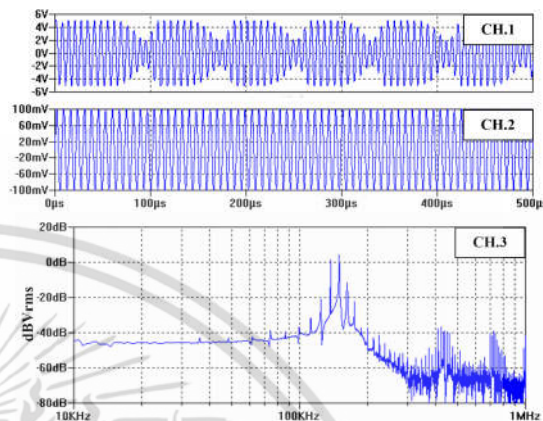 6V
4V
2V
0V
-2V
-4V
-6V
CH.1
100mV
60mV
20mV
-20mV
-60mV
-100mV
CH.2
0µs 100µs 200µs 300µs 400µs 500µs
20dB
0dB
-20dB
-40dB
-60dB
-80dB
dBVrms
CH.3
10KHz 100KHz 1MHz